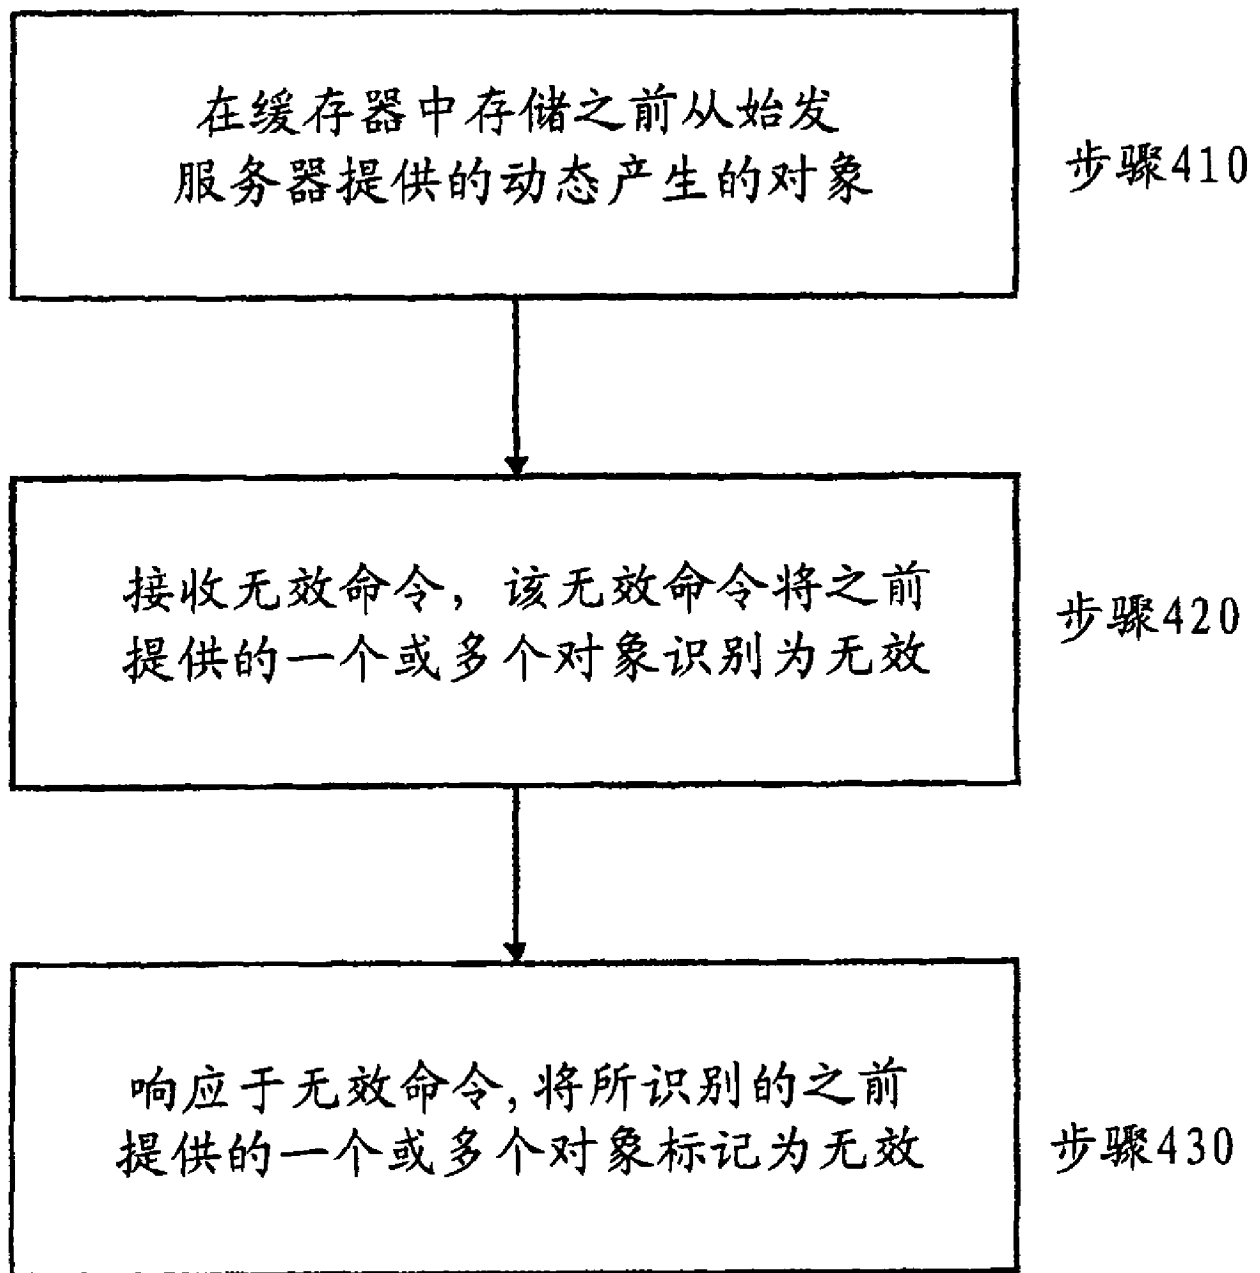 在缓存器中存储之前从始发
服务器提供的动态产生的对象
步骤410
接收无效命令，该无效命令将之前
提供的一个或多个对象识别为无效
步骤420
响应于无效命令,将所识别的之前
提供的一个或多个对象标记为无效
步骤430